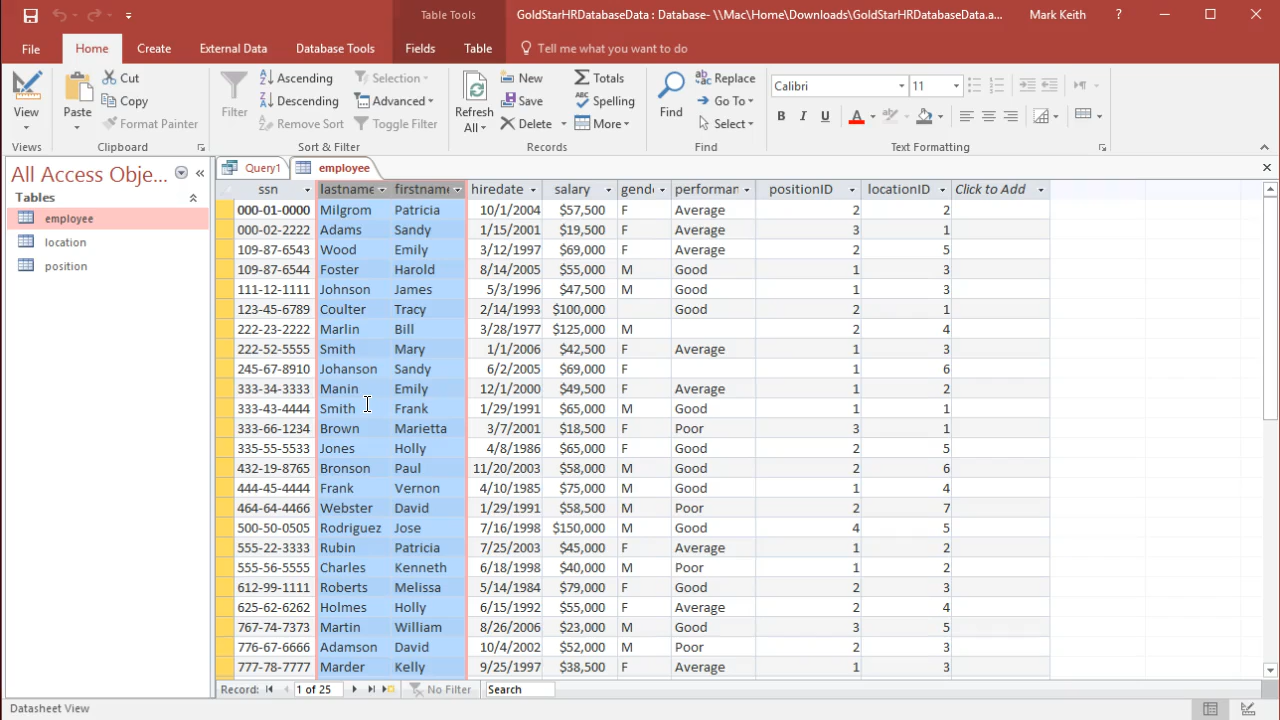 Table Tools
GoldStarHRDatabaseData : Database- \\Mac\Home\Downloads\GoldStarHRDatabaseData.a...
Mark Keith
?
File Home Create External Data Database Tools Fields Table Tell me what you want to do
View
Views
Paste
Cut
Copy
Format Painter
Clipboard
Filter
Ascending
Descending
Remove Sort
Selection
Advanced
Toggle Filter
Sort & Filter
Refresh
All
New
Save
Delete
Totals
Spelling
More
Records
Find
Replace
Go To
Select
Find
Calibri
11
B I U A
Text Formatting
All Access Obje...
Tables
employee
location
position
Query1 employee
ssn lastname firstname hiredate salary gende performan positionID locationID Click to Add
000-01-0000 Milgrom Patricia 10/1/2004 $57,500 F Average 2 2
000-02-2222 Adams Sandy 1/15/2001 $19,500 F Average 3 1
109-87-6543 Wood Emily 3/12/1997 $69,000 F Average 2 5
109-87-6544 Foster Harold 8/14/2005 $55,000 M Good 1 3
111-12-1111 Johnson James 5/3/1996 $47,500 M Good 1 3
123-45-6789 Coulter Tracy 2/14/1993 $100,000 Good 2 1
222-23-2222 Marlin Bill 3/28/1977 $125,000 M 2 4
222-52-5555 Smith Mary 1/1/2006 $42,500 F Average 1 3
245-67-8910 Johanson Sandy 6/2/2005 $69,000 F 1 6
333-34-3333 Manin Emily 12/1/2000 $49,500 F Average 1 2
333-43-4444 Smith Frank 1/29/1991 $65,000 M Good 1 1
333-66-1234 Brown Marietta 3/7/2001 $18,500 F Poor 3 1
335-55-5533 Jones Holly 4/8/1986 $65,000 F Good 2 5
432-19-8765 Bronson Paul 11/20/2003 $58,000 M Good 2 6
444-45-4444 Frank Vernon 4/10/1985 $75,000 M Good 1 4
464-64-4466 Webster David 1/29/1991 $58,500 M Poor 2 7
500-50-0505 Rodriguez Jose 7/16/1998 $150,000 M Good 4 5
555-22-3333 Rubin Patricia 7/25/2003 $45,000 F Average 1 2
555-56-5555 Charles Kenneth 6/18/1998 $40,000 M Poor 1 2
612-99-1111 Roberts Melissa 5/14/1984 $79,000 F Good 2 3
625-62-6262 Holmes Holly 6/15/1992 $55,000 F Average 2 4
767-74-7373 Martin William 8/26/2006 $23,000 M Good 3 5
776-67-6666 Adamson David 10/4/2002 $52,000 M Poor 2 3
777-78-7777 Marder Kelly 9/25/1997 $38,500 F Average 1 3
Record: 1 of 25 No Filter Search
Datasheet View